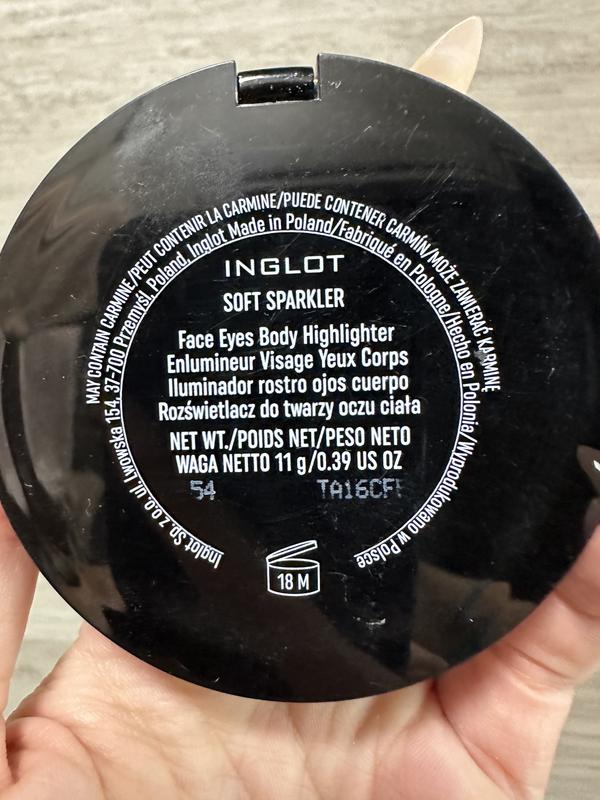 MAY CONTAIN CARMINE/PEUT CONTENIR LA CARMINE/PUEDE CONTENER CARMÍN/MOŻE ZAWIERAĆ KARMINĘ
Inglot Sp. z o.o. ul. Lwowska 154, 37-700 Przemyśl, Poland, Inglot Made in Poland/Fabriqué en Pologne/Hecho en Polonia/Wyprodukowano w Polsce
INGLOT
SOFT SPARKLER
Face Eyes Body Highlighter
Enlumineur Visage Yeux Corps
Iluminador rostro ojos cuerpo
Rozświetlacz do twarzy oczu ciała
NET WT./POIDS NET/PESO NETO
WAGA NETTO 11 g/0.39 US OZ
54
18 M